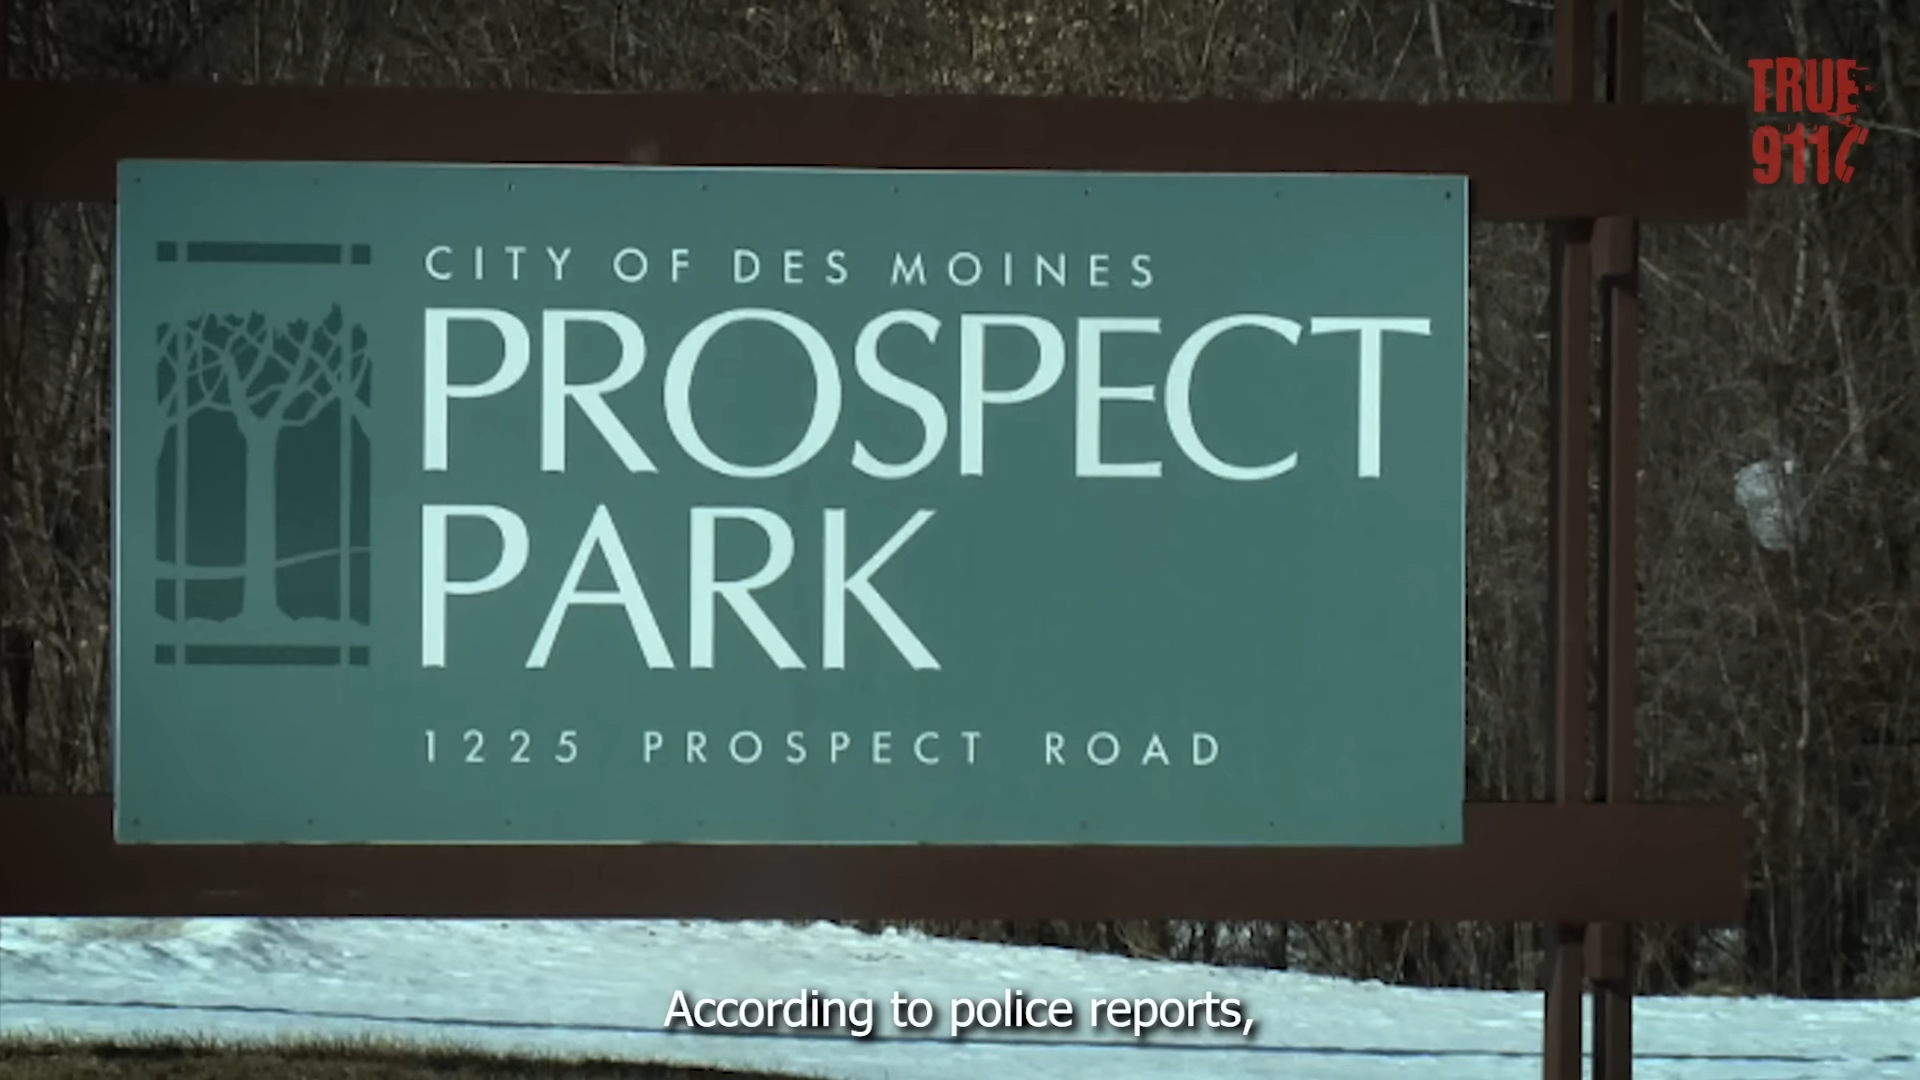 TRUE
911
CITY OF DES MOINES
PROSPECT
PARK
1225 PROSPECT ROAD
According to police reports,